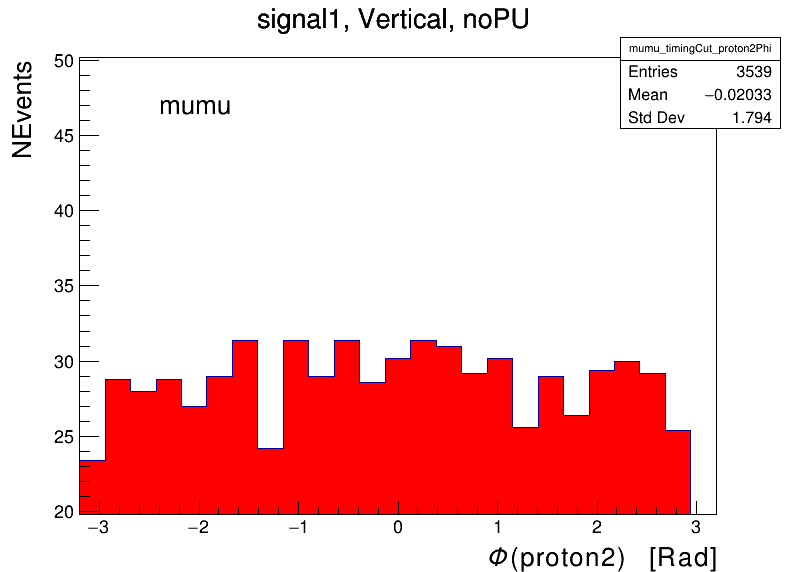 signal1, Vertical, noPU
mumu_timingCut_proton2Phi
Entries 3539
Mean −0.02033
Std Dev 1.794
NEvents
mumu
50
45
40
35
30
25
20
−3 −2 −1 0 1 2 3
Φ(proton2) [Rad]